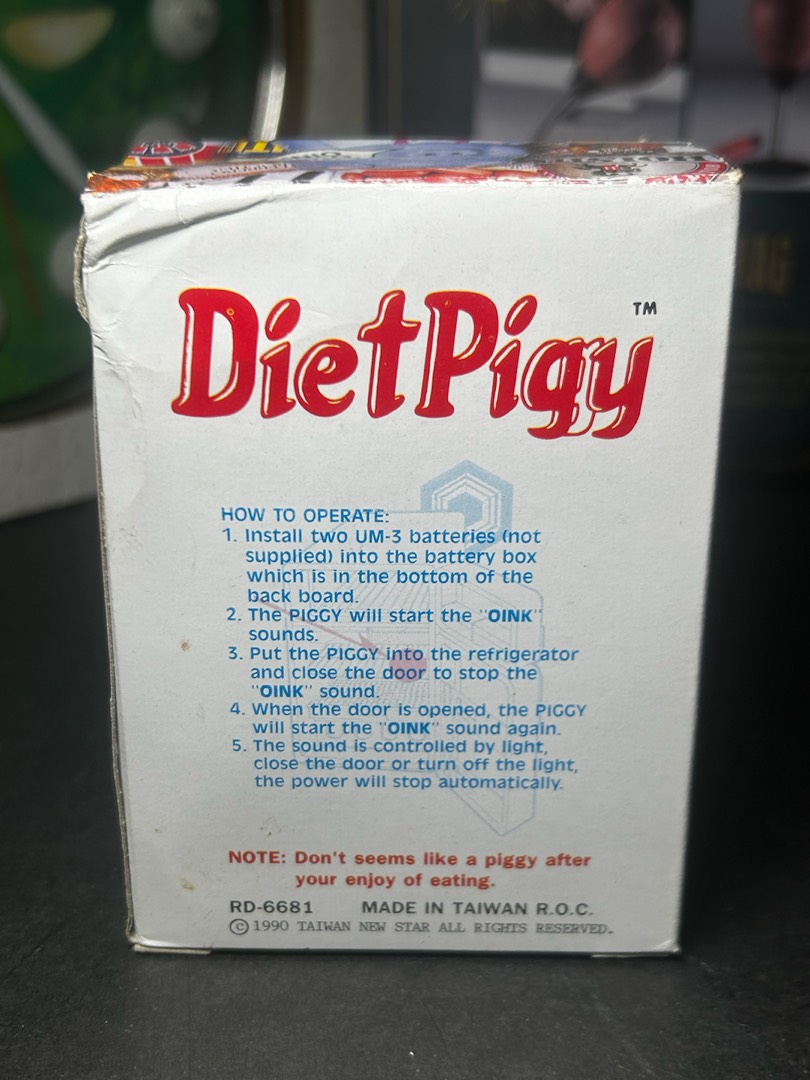 Diet Pigy TM
HOW TO OPERATE:
1. Install two UM-3 batteries (not
supplied) into the battery box
which is in the bottom of the
back board.
2. The PIGGY will start the "OINK"
sounds.
3. Put the PIGGY into the refrigerator
and close the door to stop the
"OINK" sound.
4. When the door is opened, the PIGGY
will start the "OINK" sound again.
5. The sound is controlled by light,
close the door or turn off the light,
the power will stop automatically.
NOTE: Don't seems like a piggy after
your enjoy of eating.
RD-6681 MADE IN TAIWAN R.O.C.
© 1990 TAIWAN NEW STAR ALL RIGHTS RESERVED.